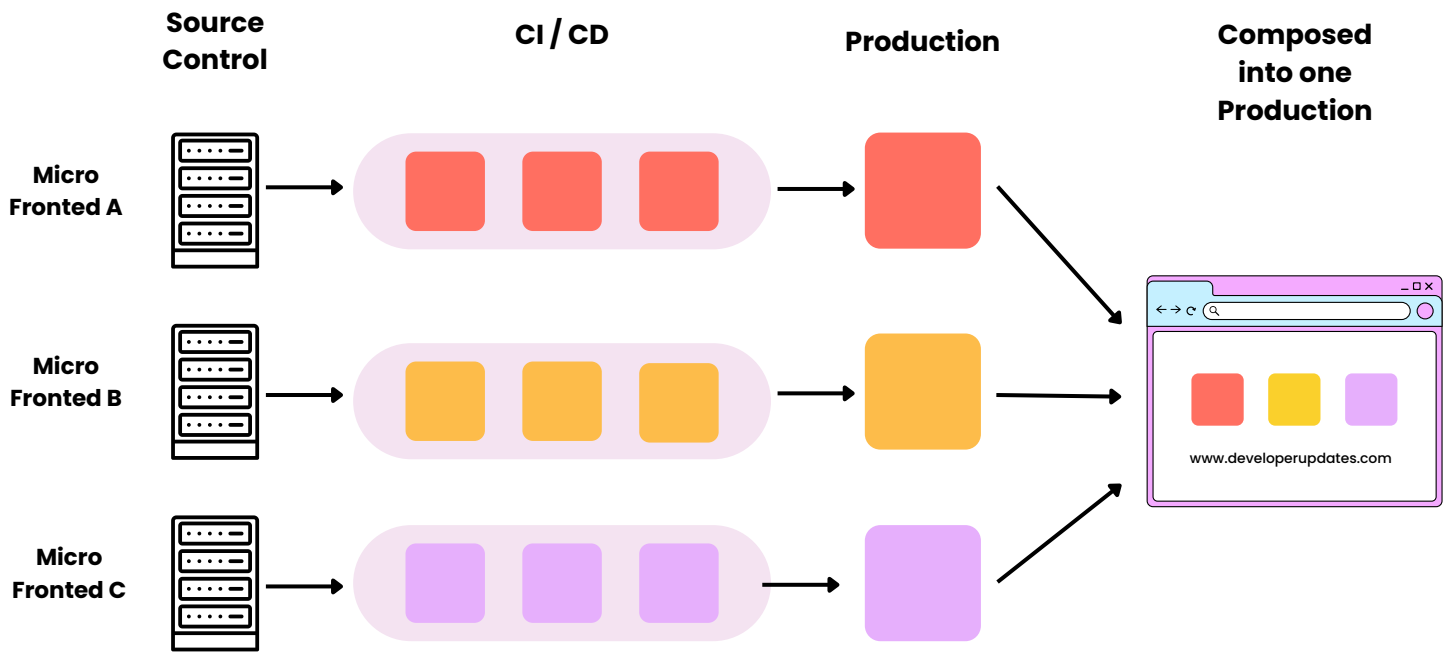 Source
Control
CI / CD
Production
Composed
into one
Production
Micro
Fronted A
Micro
Fronted B
Micro
Fronted C
www.developerupdates.com